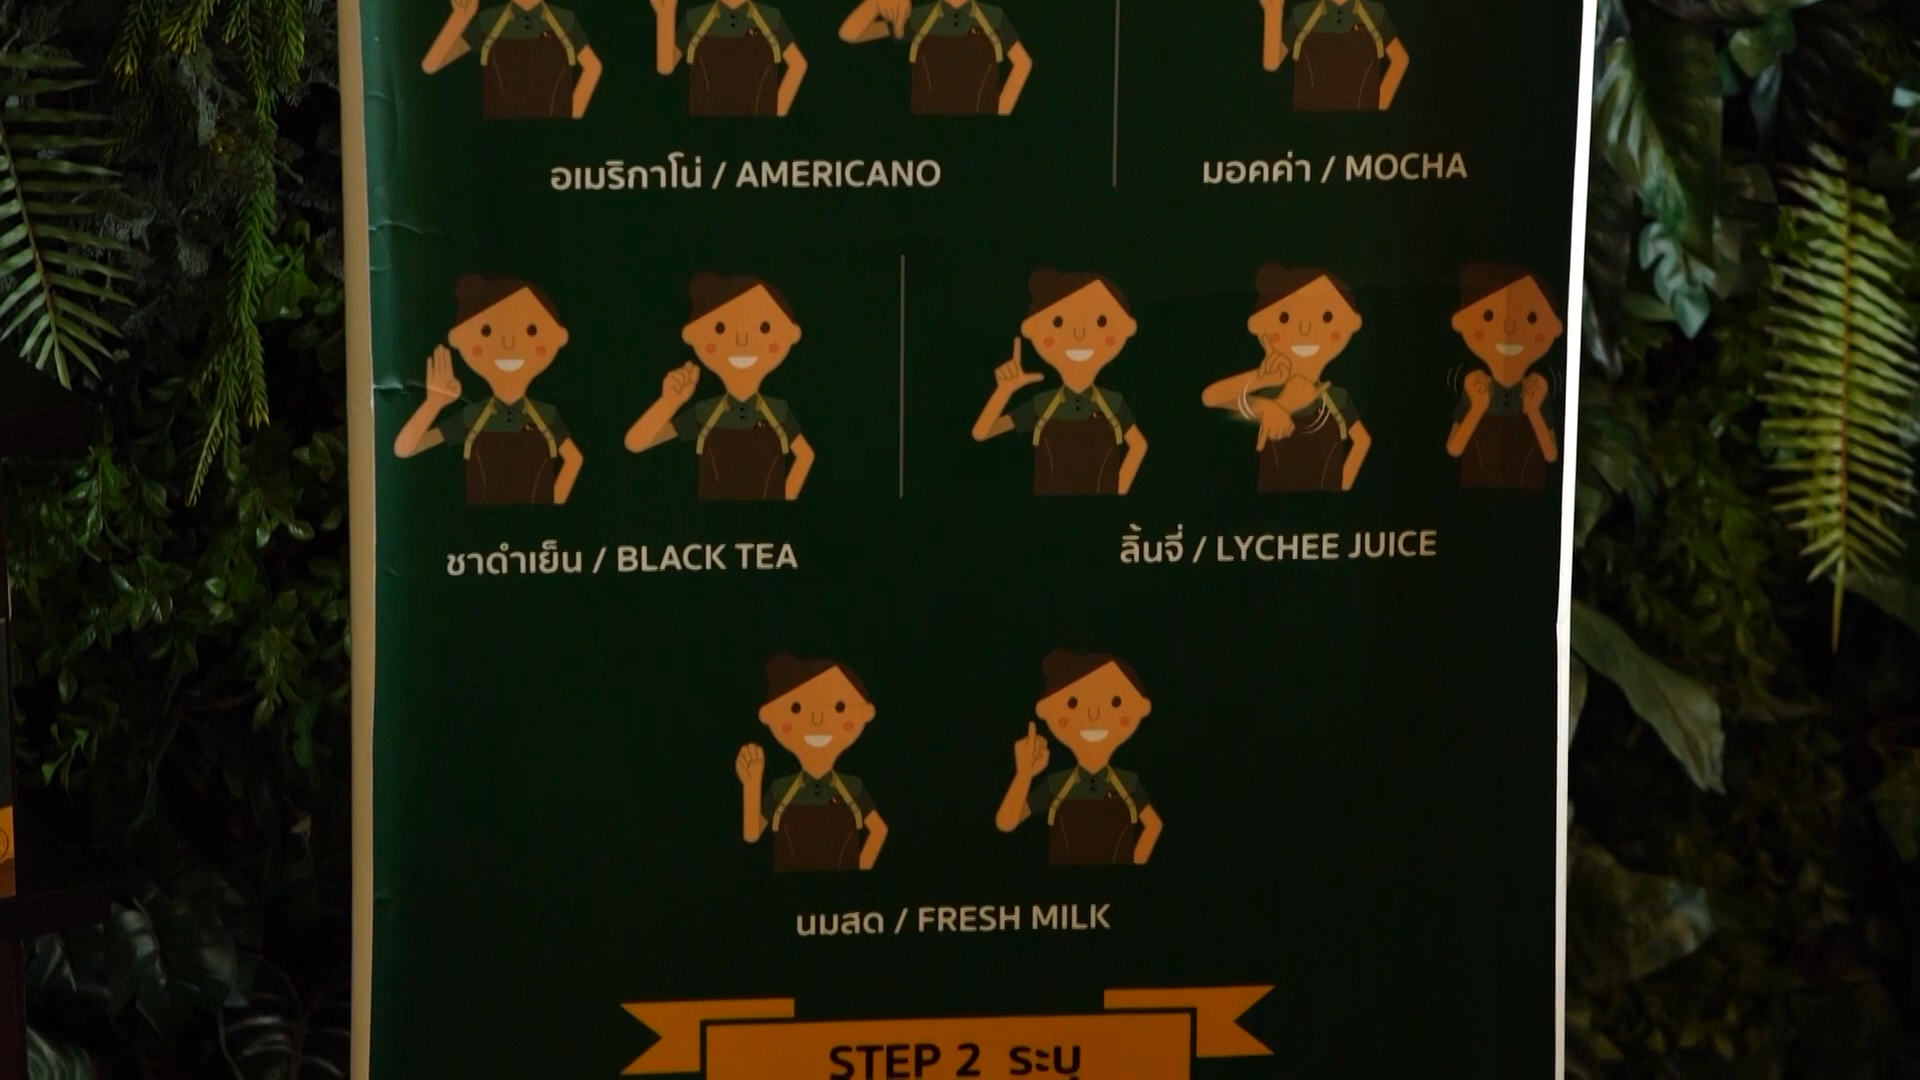 อเมริกาโน่ / AMERICANO
มอคค่า / MOCHA
ชาดำเย็น / BLACK TEA
ลิ้นจี่ / LYCHEE JUICE
นมสด / FRESH MILK
STEP 2 ระบุ